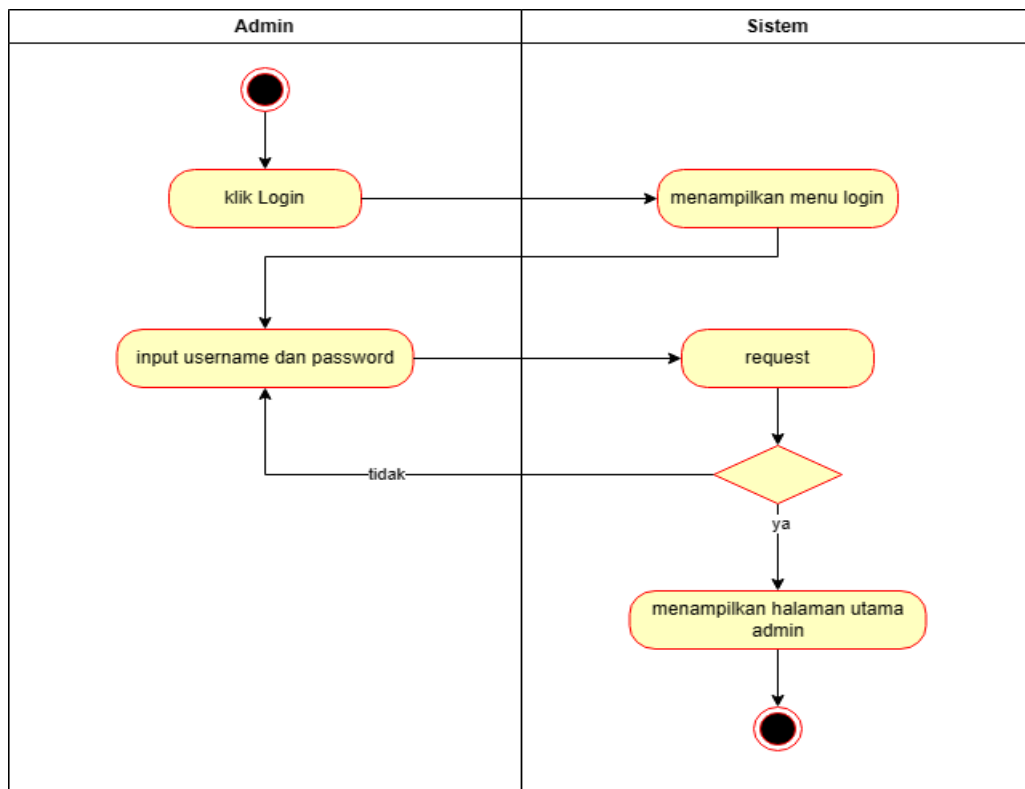 Admin
Sistem
klik Login
menampilkan menu login
input username dan password
request
tidak
ya
menampilkan halaman utama
admin